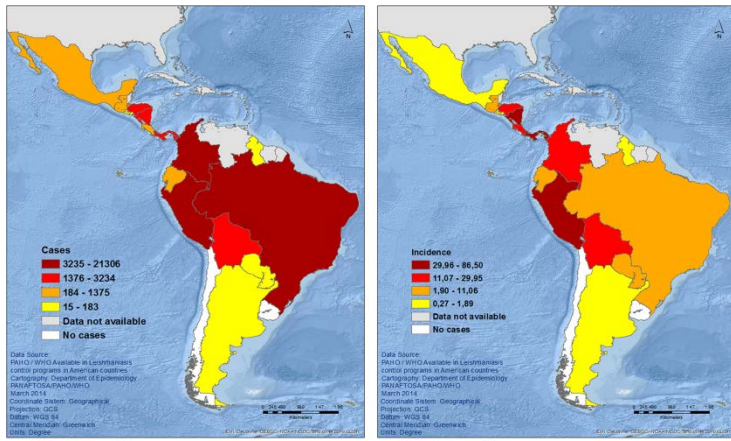 N
Cases
3235 - 21306
1376 - 3234
184 - 1375
15 - 183
Data not available
No cases
Data Source:
PAHO / WHO Available in Leishmaniasis
control programs in American countries
Cartography: Department of Epidemiology
PANAFTOSA/PAHO/WHO
March 2014
Coordinate Sistem: Geographical
Projection: GCS
Datum: WGS 84
Central Meridian: Greenwich
Units: Degree
Kilometers
N
Incidence
29,96 - 86,50
11,07 - 29,95
1,90 - 11,06
0,27 - 1,89
Data not available
No cases
Data Source:
PAHO / WHO Available in Leishmaniasis
control programs in American countries
Cartography: Department of Epidemiology
PANAFTOSA/PAHO/WHO
March 2014
Coordinate Sistem: Geographical
Projection: GCS
Datum: WGS 84
Central Meridian: Greenwich
Units: Degree
Kilometers